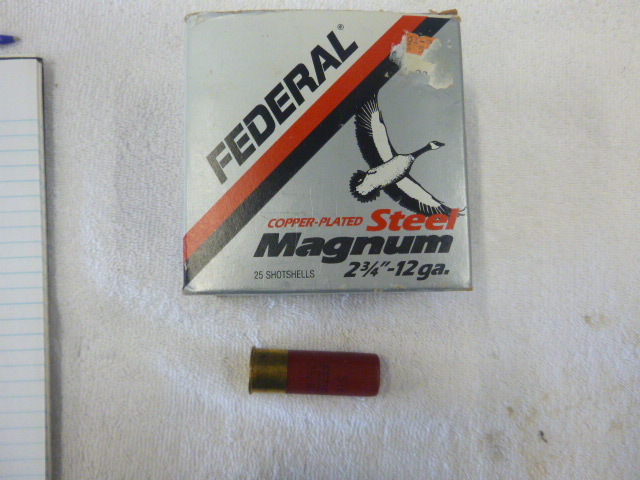 FEDERAL®
COPPER-PLATED Steel
Magnum
25 SHOTSHELLS 2¾"-12 ga.